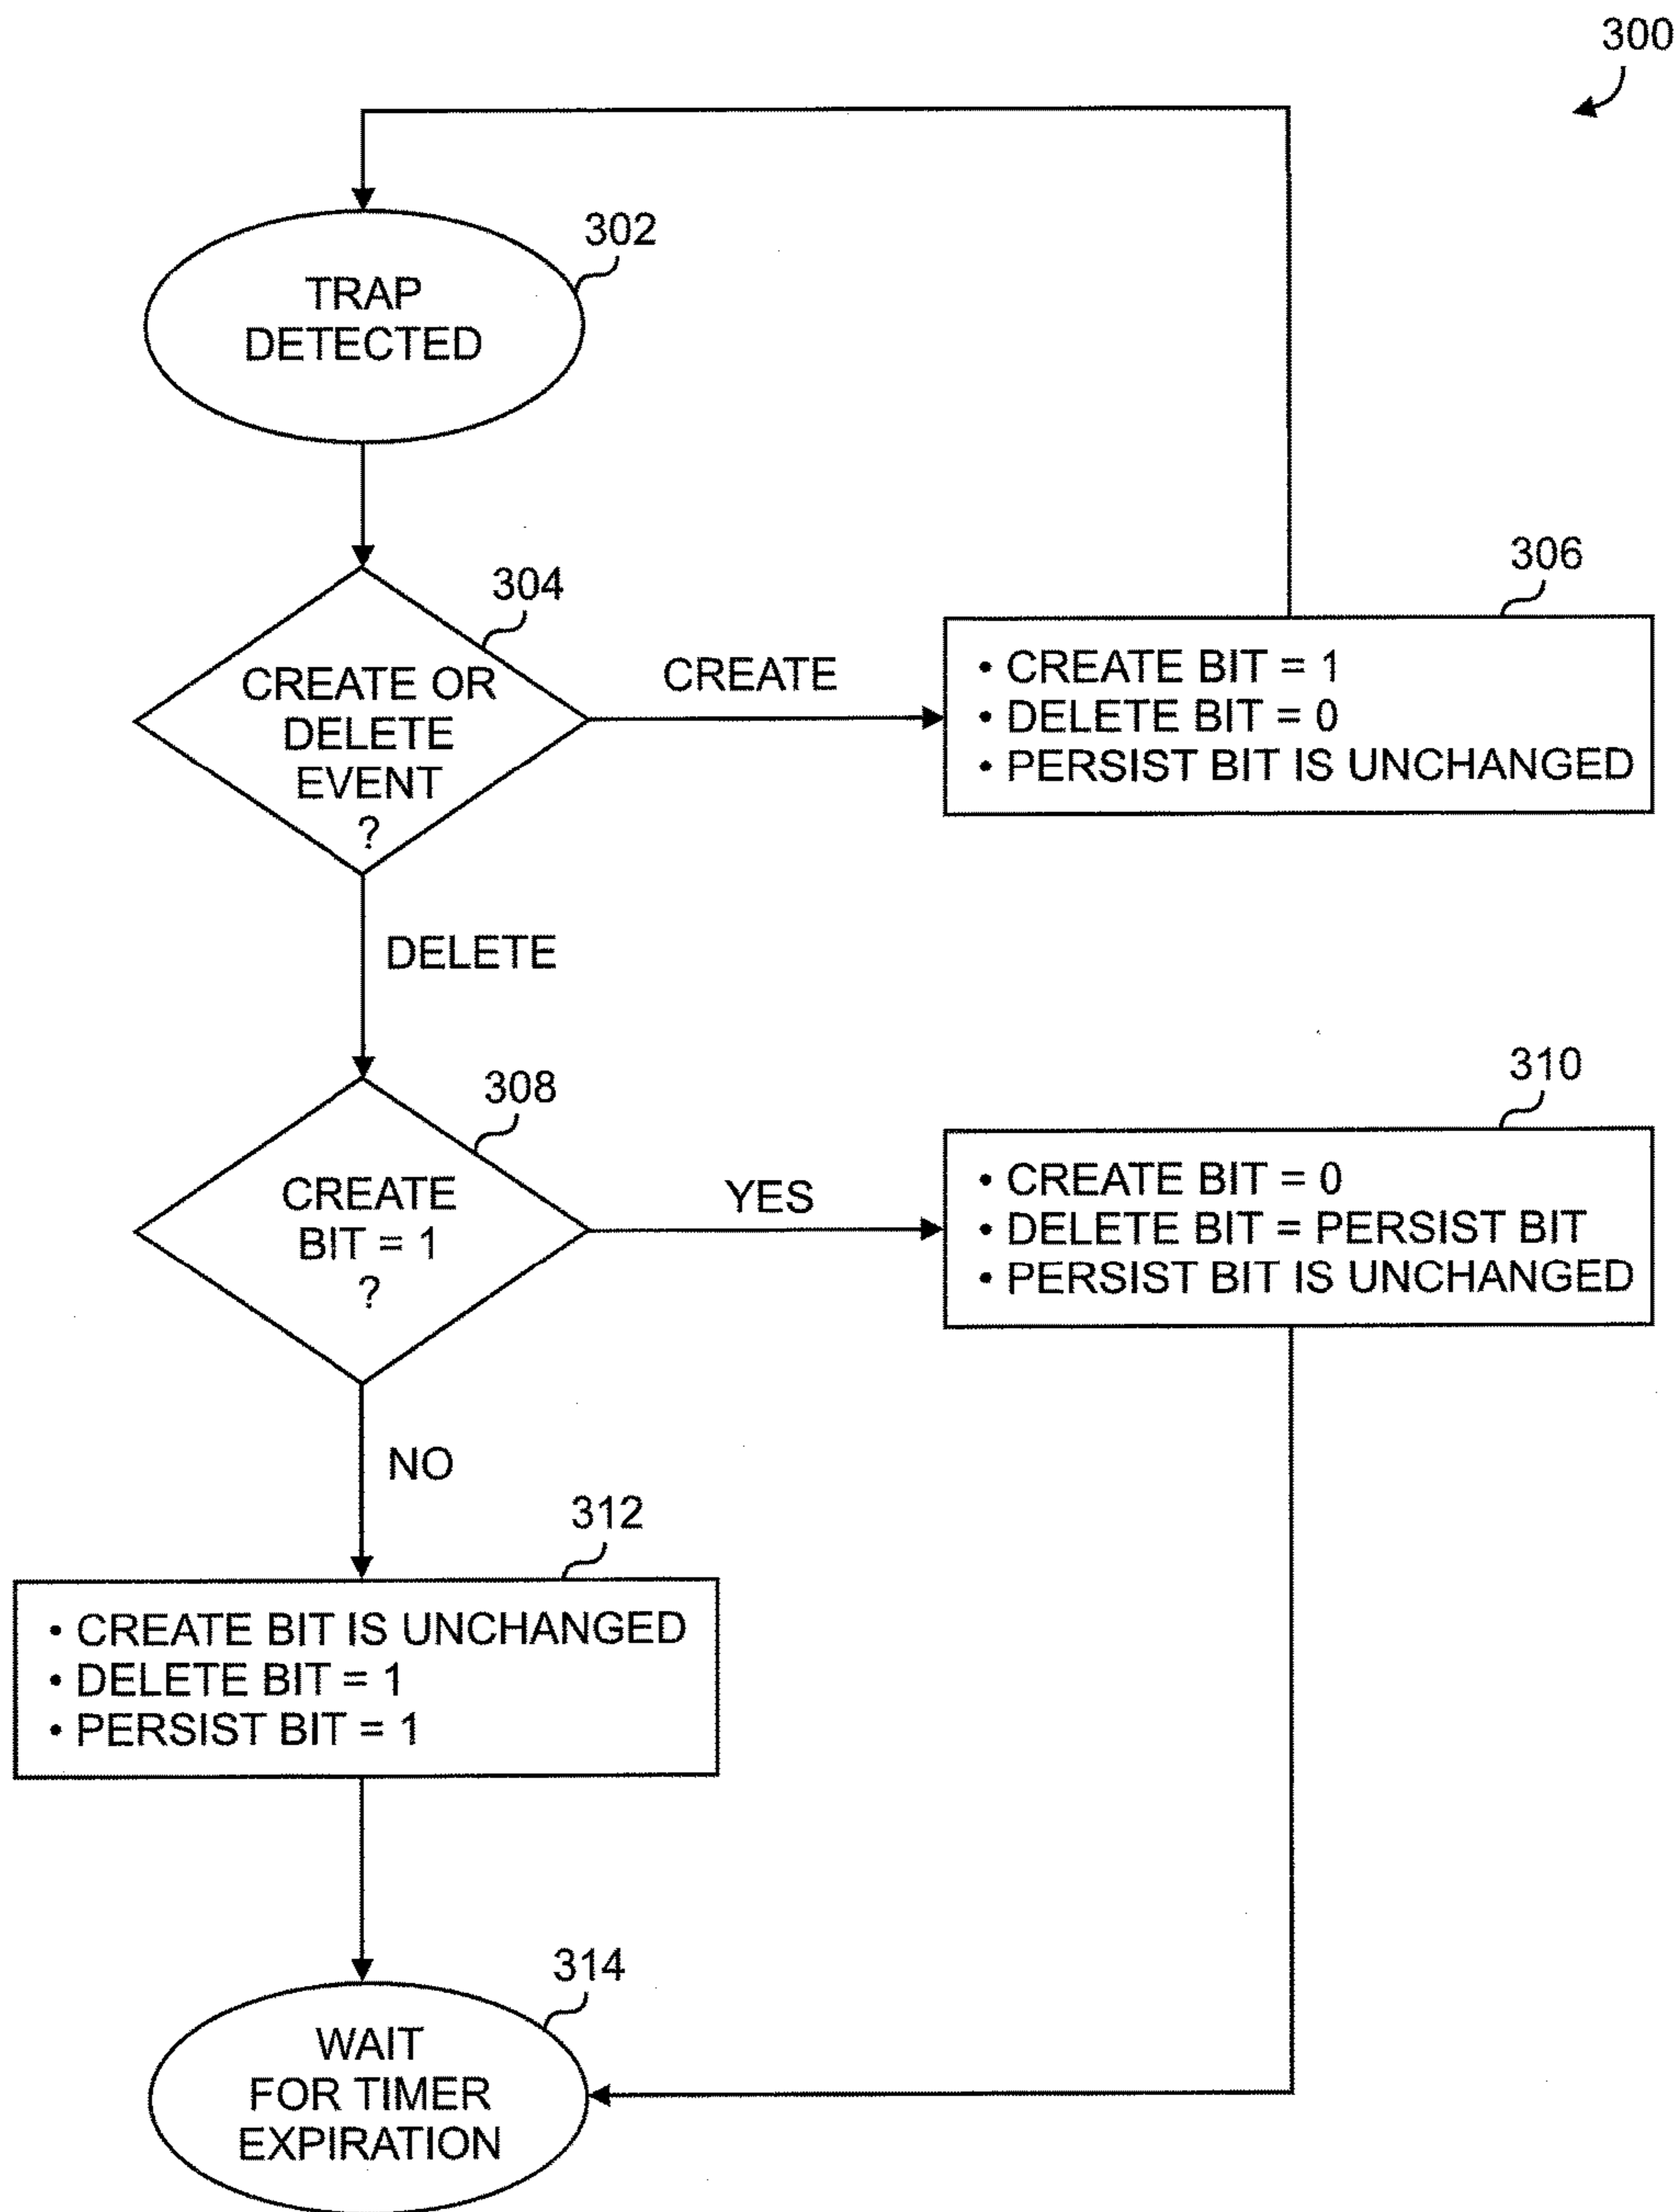 300
302
TRAP
DETECTED
304
CREATE OR
DELETE
EVENT
?
CREATE
306
• CREATE BIT = 1
• DELETE BIT = 0
• PERSIST BIT IS UNCHANGED
DELETE
308
CREATE
BIT = 1
?
YES
310
• CREATE BIT = 0
• DELETE BIT = PERSIST BIT
• PERSIST BIT IS UNCHANGED
NO
312
• CREATE BIT IS UNCHANGED
• DELETE BIT = 1
• PERSIST BIT = 1
314
WAIT
FOR TIMER
EXPIRATION